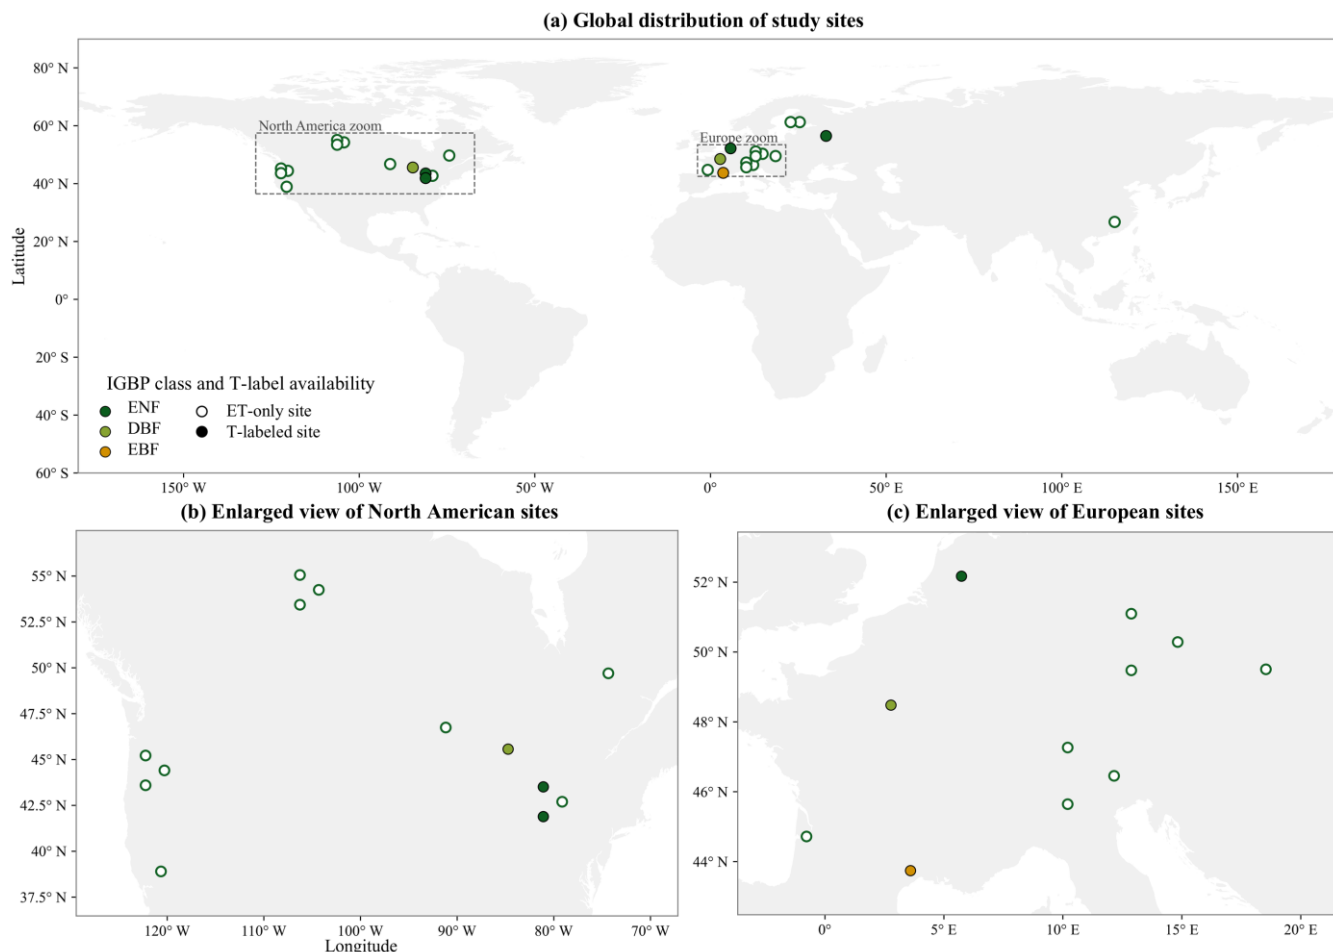 (a) Global distribution of study sites
80° N
60° N
40° N
20° N
0°
20° S
40° S
60° S
Latitude
North America zoom
Europe zoom
IGBP class and T-label availability
ENF ET-only site
DBF T-labeled site
EBF
150° W 100° W 50° W 0° 50° E 100° E 150° E
(b) Enlarged view of North American sites
55° N
52.5° N
50° N
47.5° N
45° N
42.5° N
40° N
37.5° N
120° W 110° W 100° W 90° W 80° W 70° W
Longitude
(c) Enlarged view of European sites
52° N
50° N
48° N
46° N
44° N
0° 5° E 10° E 15° E 20° E